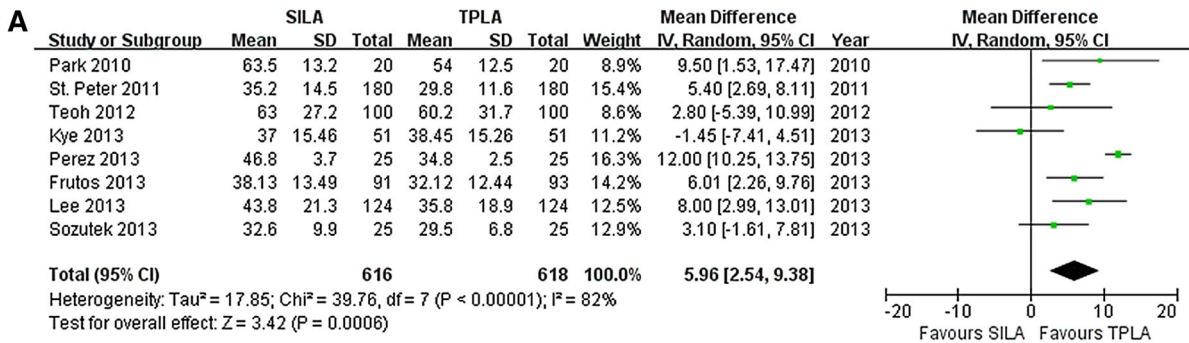 A
SILA TPLA Mean Difference Mean Difference
Study or Subgroup Mean SD Total Mean SD Total Weight IV, Random, 95% CI Year IV, Random, 95% CI
Park 2010 63.5 13.2 20 54 12.5 20 8.9% 9.50 [1.53, 17.47] 2010
St. Peter 2011 35.2 14.5 180 29.8 11.6 180 15.4% 5.40 [2.69, 8.11] 2011
Teoh 2012 63 27.2 100 60.2 31.7 100 8.6% 2.80 [-5.39, 10.99] 2012
Kye 2013 37 15.46 51 38.45 15.26 51 11.2% -1.45 [-7.41, 4.51] 2013
Perez 2013 46.8 3.7 25 34.8 2.5 25 16.3% 12.00 [10.25, 13.75] 2013
Frutos 2013 38.13 13.49 91 32.12 12.44 93 14.2% 6.01 [2.26, 9.76] 2013
Lee 2013 43.8 21.3 124 35.8 18.9 124 12.5% 8.00 [2.99, 13.01] 2013
Sozutek 2013 32.6 9.9 25 29.5 6.8 25 12.9% 3.10 [-1.61, 7.81] 2013
Total (95% CI) 616 618 100.0% 5.96 [2.54, 9.38]
Heterogeneity: Tau² = 17.85; Chi² = 39.76, df = 7 (P < 0.00001); I² = 82%
Test for overall effect: Z = 3.42 (P = 0.0006)
-20 -10 0 10 20
Favours SILA Favours TPLA